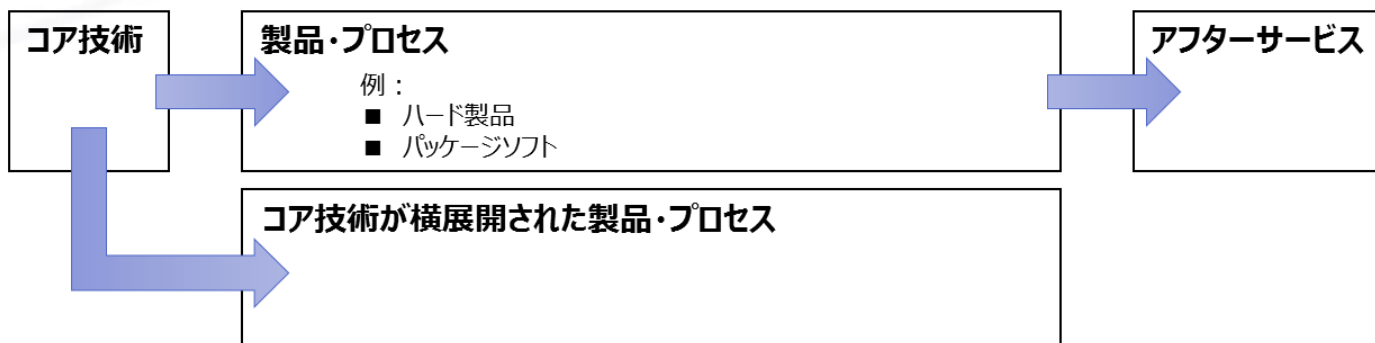 コア技術
製品・プロセス
例：
■ ハード製品
■ パッケージソフト
アフターサービス
コア技術が横展開された製品・プロセス